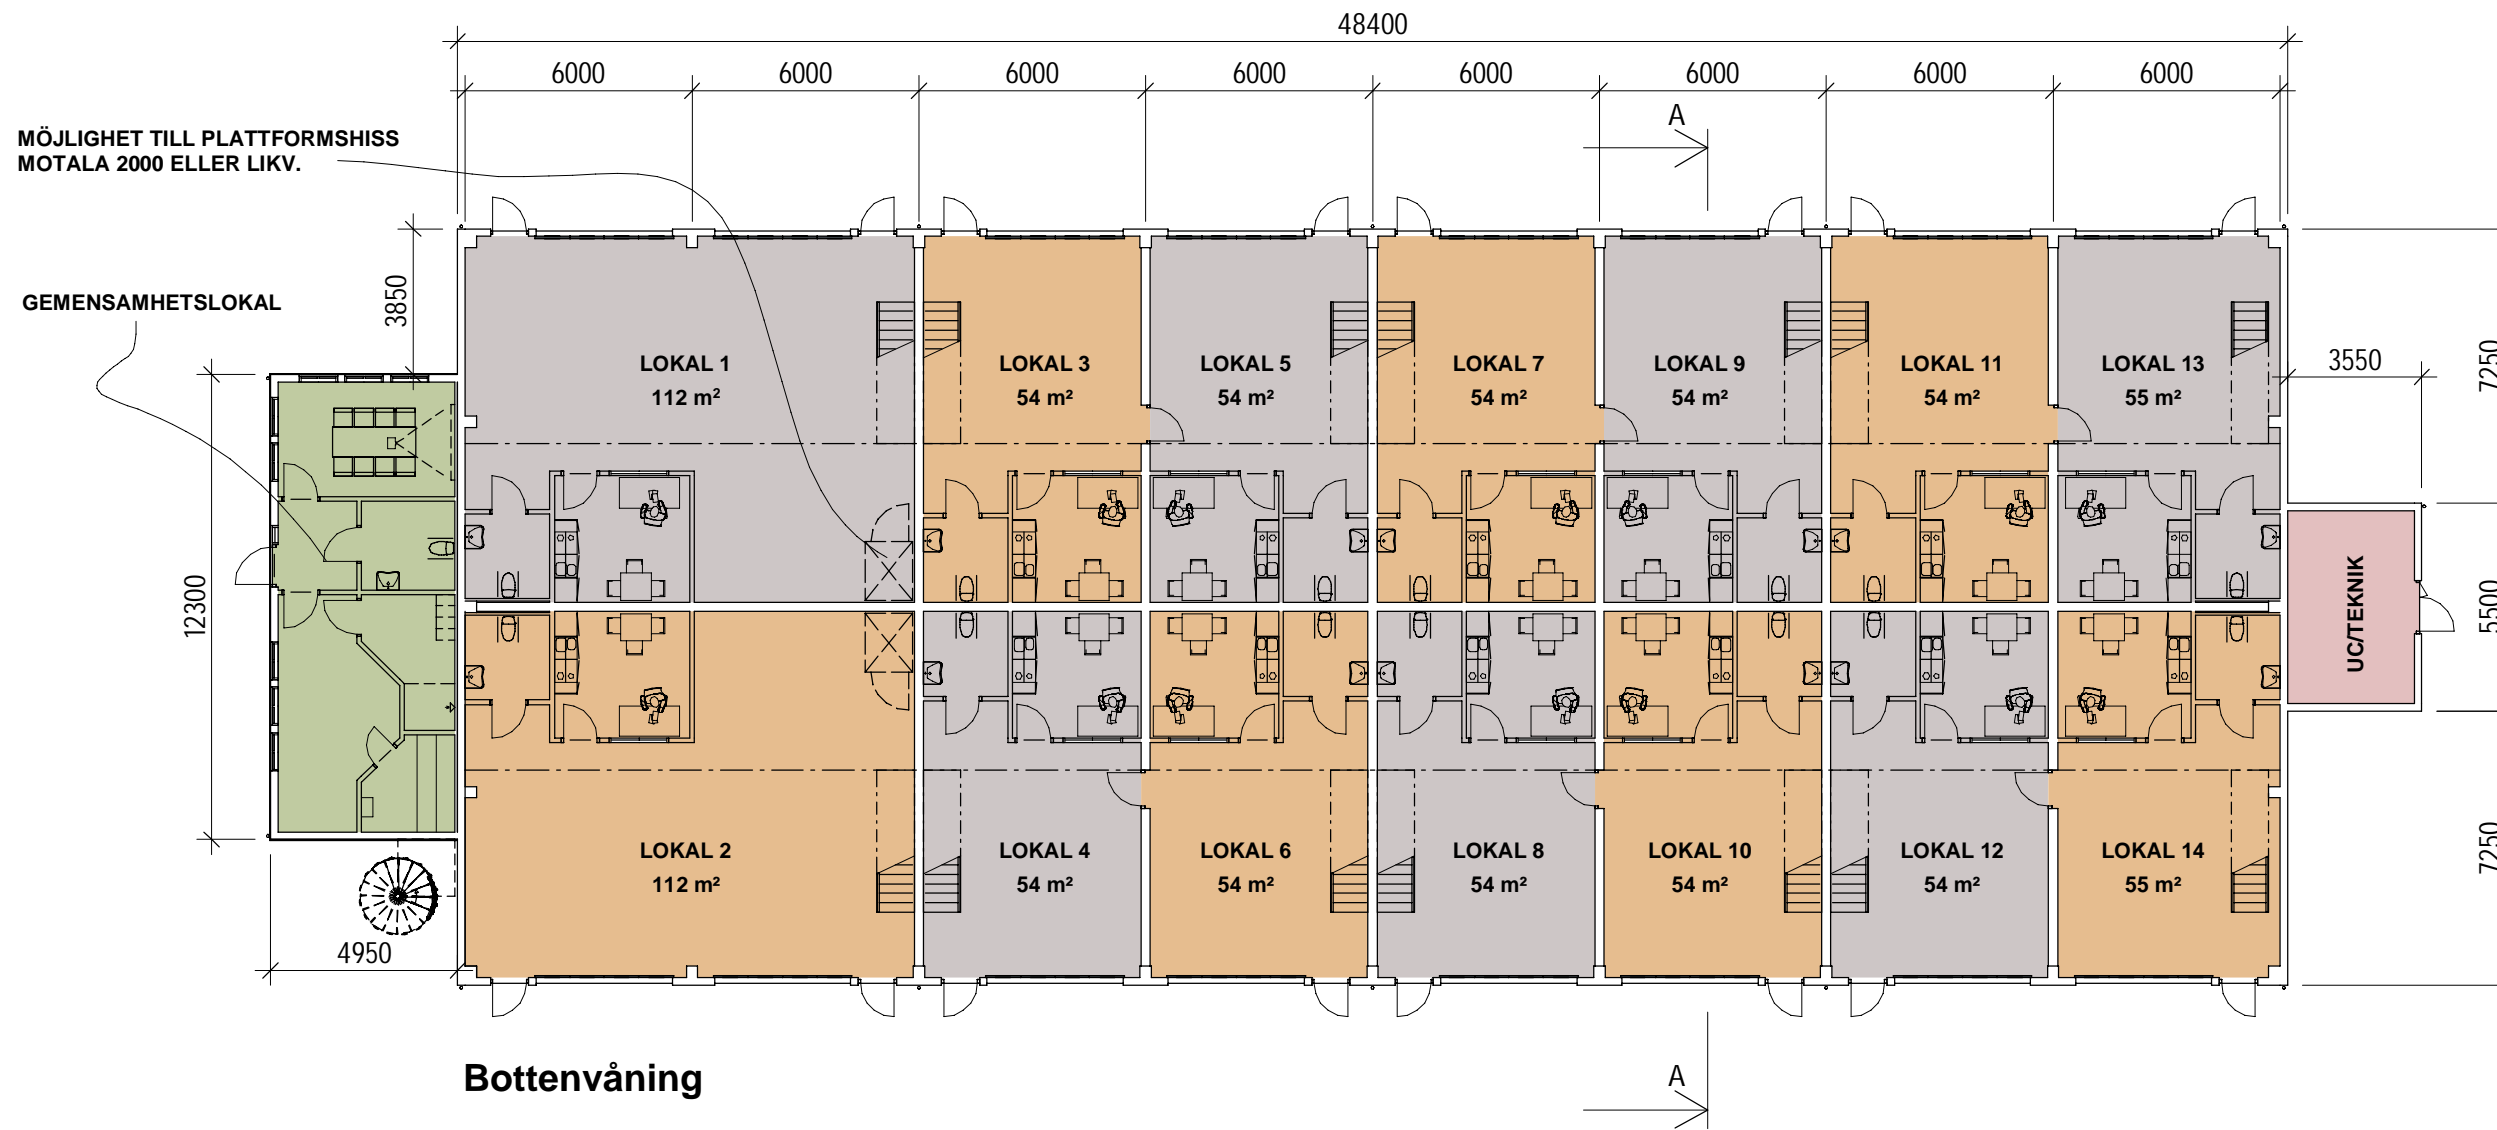 48400
6000 6000 6000 6000 6000 6000 6000 6000
A
MÖJLIGHET TILL PLATTFORMSHISS
MOTALA 2000 ELLER LIKV.
GEMENSAMHETSLOKAL
3850
LOKAL 1
112 m²
LOKAL 3
54 m²
LOKAL 5
54 m²
LOKAL 7
54 m²
LOKAL 9
54 m²
LOKAL 11
54 m²
LOKAL 13
55 m²
3550
7250
12300
UC/TEKNIK
5500
LOKAL 2
112 m²
LOKAL 4
54 m²
LOKAL 6
54 m²
LOKAL 8
54 m²
LOKAL 10
54 m²
LOKAL 12
54 m²
LOKAL 14
55 m²
7250
4950
Bottenvåning
A